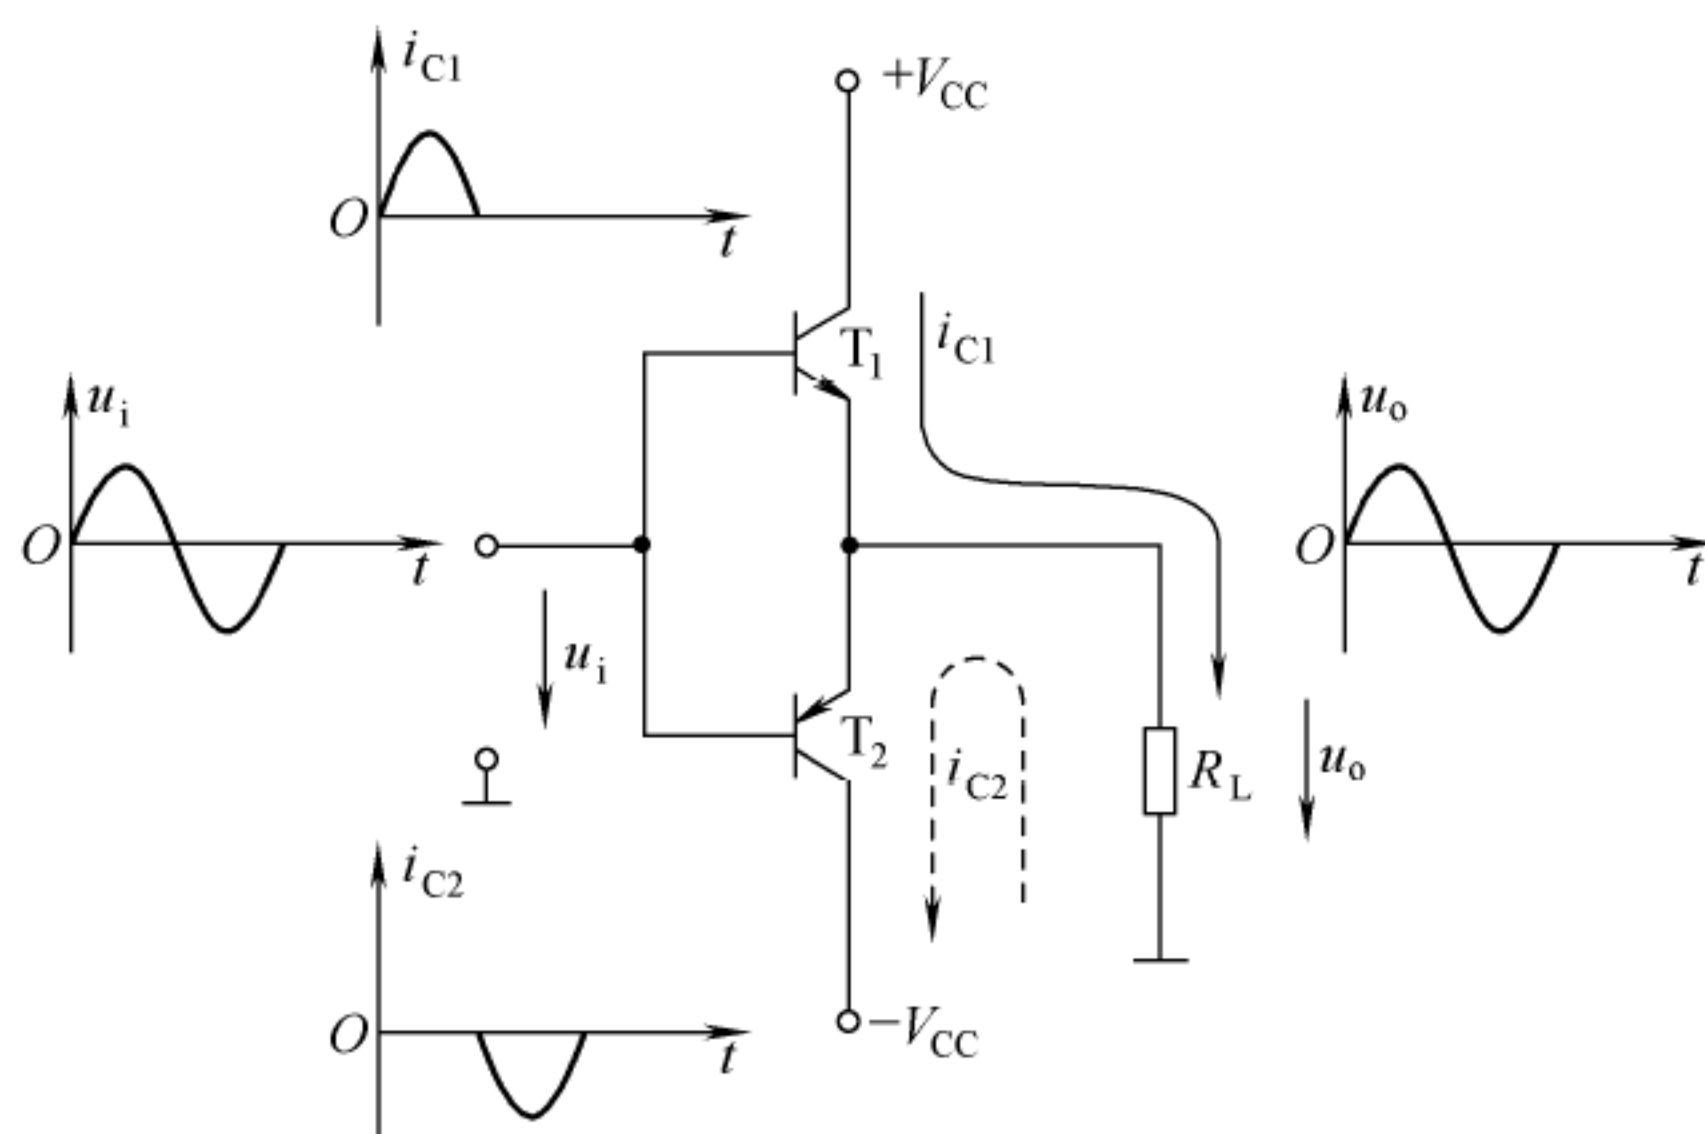 i_C1
O
t
+V_CC
T_1
i_C1
u_i
O
t
u_i
u_o
O
t
T_2
i_C2
R_L
u_o
i_C2
O
t
−V_CC